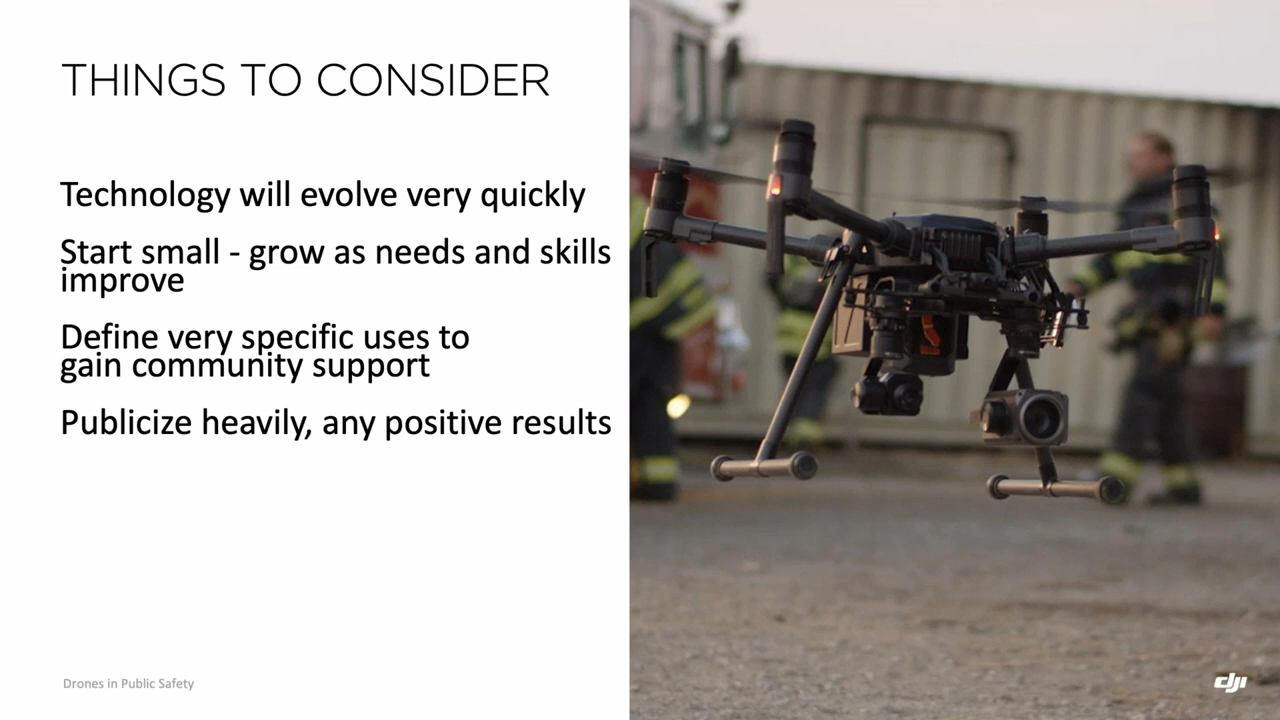 THINGS TO CONSIDER
Technology will evolve very quickly
Start small - grow as needs and skills
improve
Define very specific uses to
gain community support
Publicize heavily, any positive results
Drones in Public Safety
dji